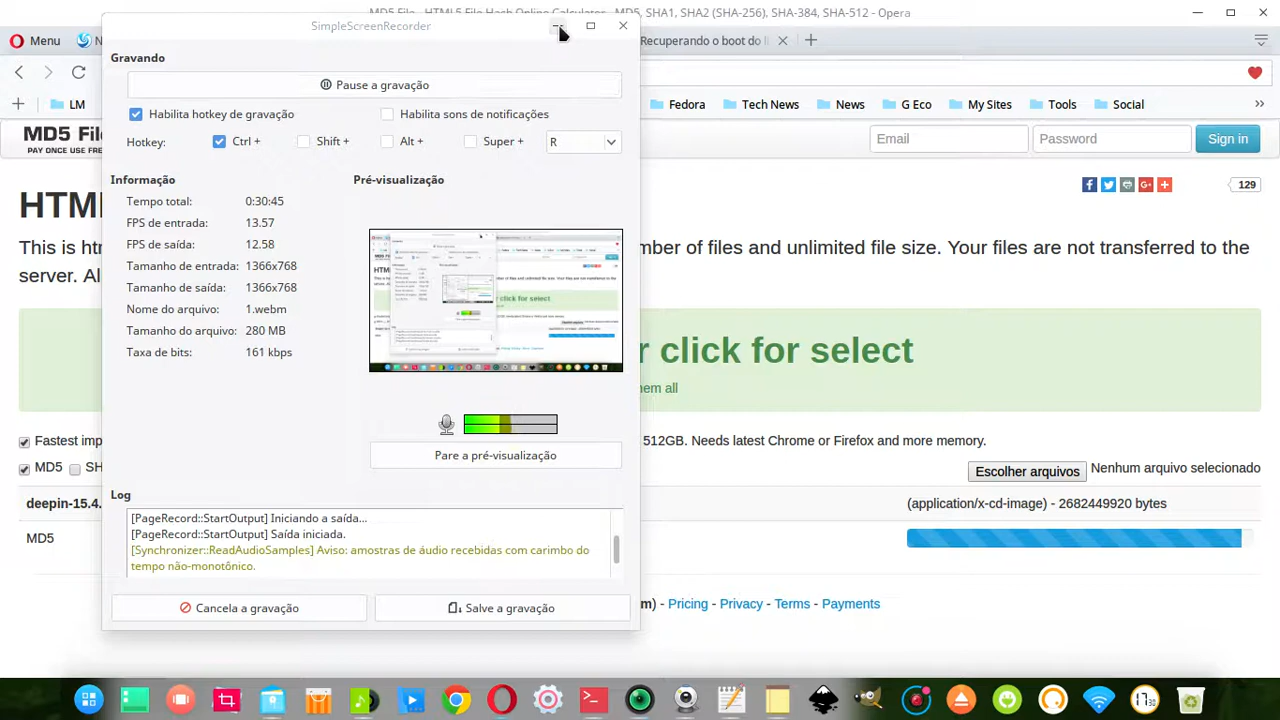 MD5 File - HTML5 File Hash Online Calculator - MD5, SHA1, SHA2 (SHA-256), SHA-384, SHA-512 - Opera
SimpleScreenRecorder
Menu
N
Recuperando o boot do
LM
Fedora
Tech News
News
G Eco
My Sites
Tools
Social
Gravando
Pause a gravação
Habilita hotkey de gravação
Habilita sons de notificações
Hotkey:
Ctrl +
Shift +
Alt +
Super +
R
MD5 File
PAY ONCE USE FREE
Email
Password
Sign in
Informação
Pré-visualização
Tempo total: 0:30:45
FPS de entrada: 13.57
FPS de saída: 12.58
Tamanho de entrada: 1366x768
Tamanho de saída: 1366x768
Nome do arquivo: 1.webm
Tamanho do arquivo: 280 MB
Taxa de bits: 161 kbps
Pare a pré-visualização
129
This is ht
mber of files and unlimited file size. Your files are not transferred to the
server. Al
r click for select
em all
Fastest imp
512GB. Needs latest Chrome or Firefox and more memory.
MD5
SH
Escolher arquivos
Nenhum arquivo selecionado
deepin-15.4.
(application/x-cd-image) - 2682449920 bytes
MD5
Log
[PageRecord::StartOutput] Iniciando a saída...
[PageRecord::StartOutput] Saída iniciada.
[Synchronizer::ReadAudioSamples] Aviso: amostras de áudio recebidas com carimbo do
tempo não-monotônico.
Cancela a gravação
Salve a gravação
m) - Pricing - Privacy - Terms - Payments
17 30